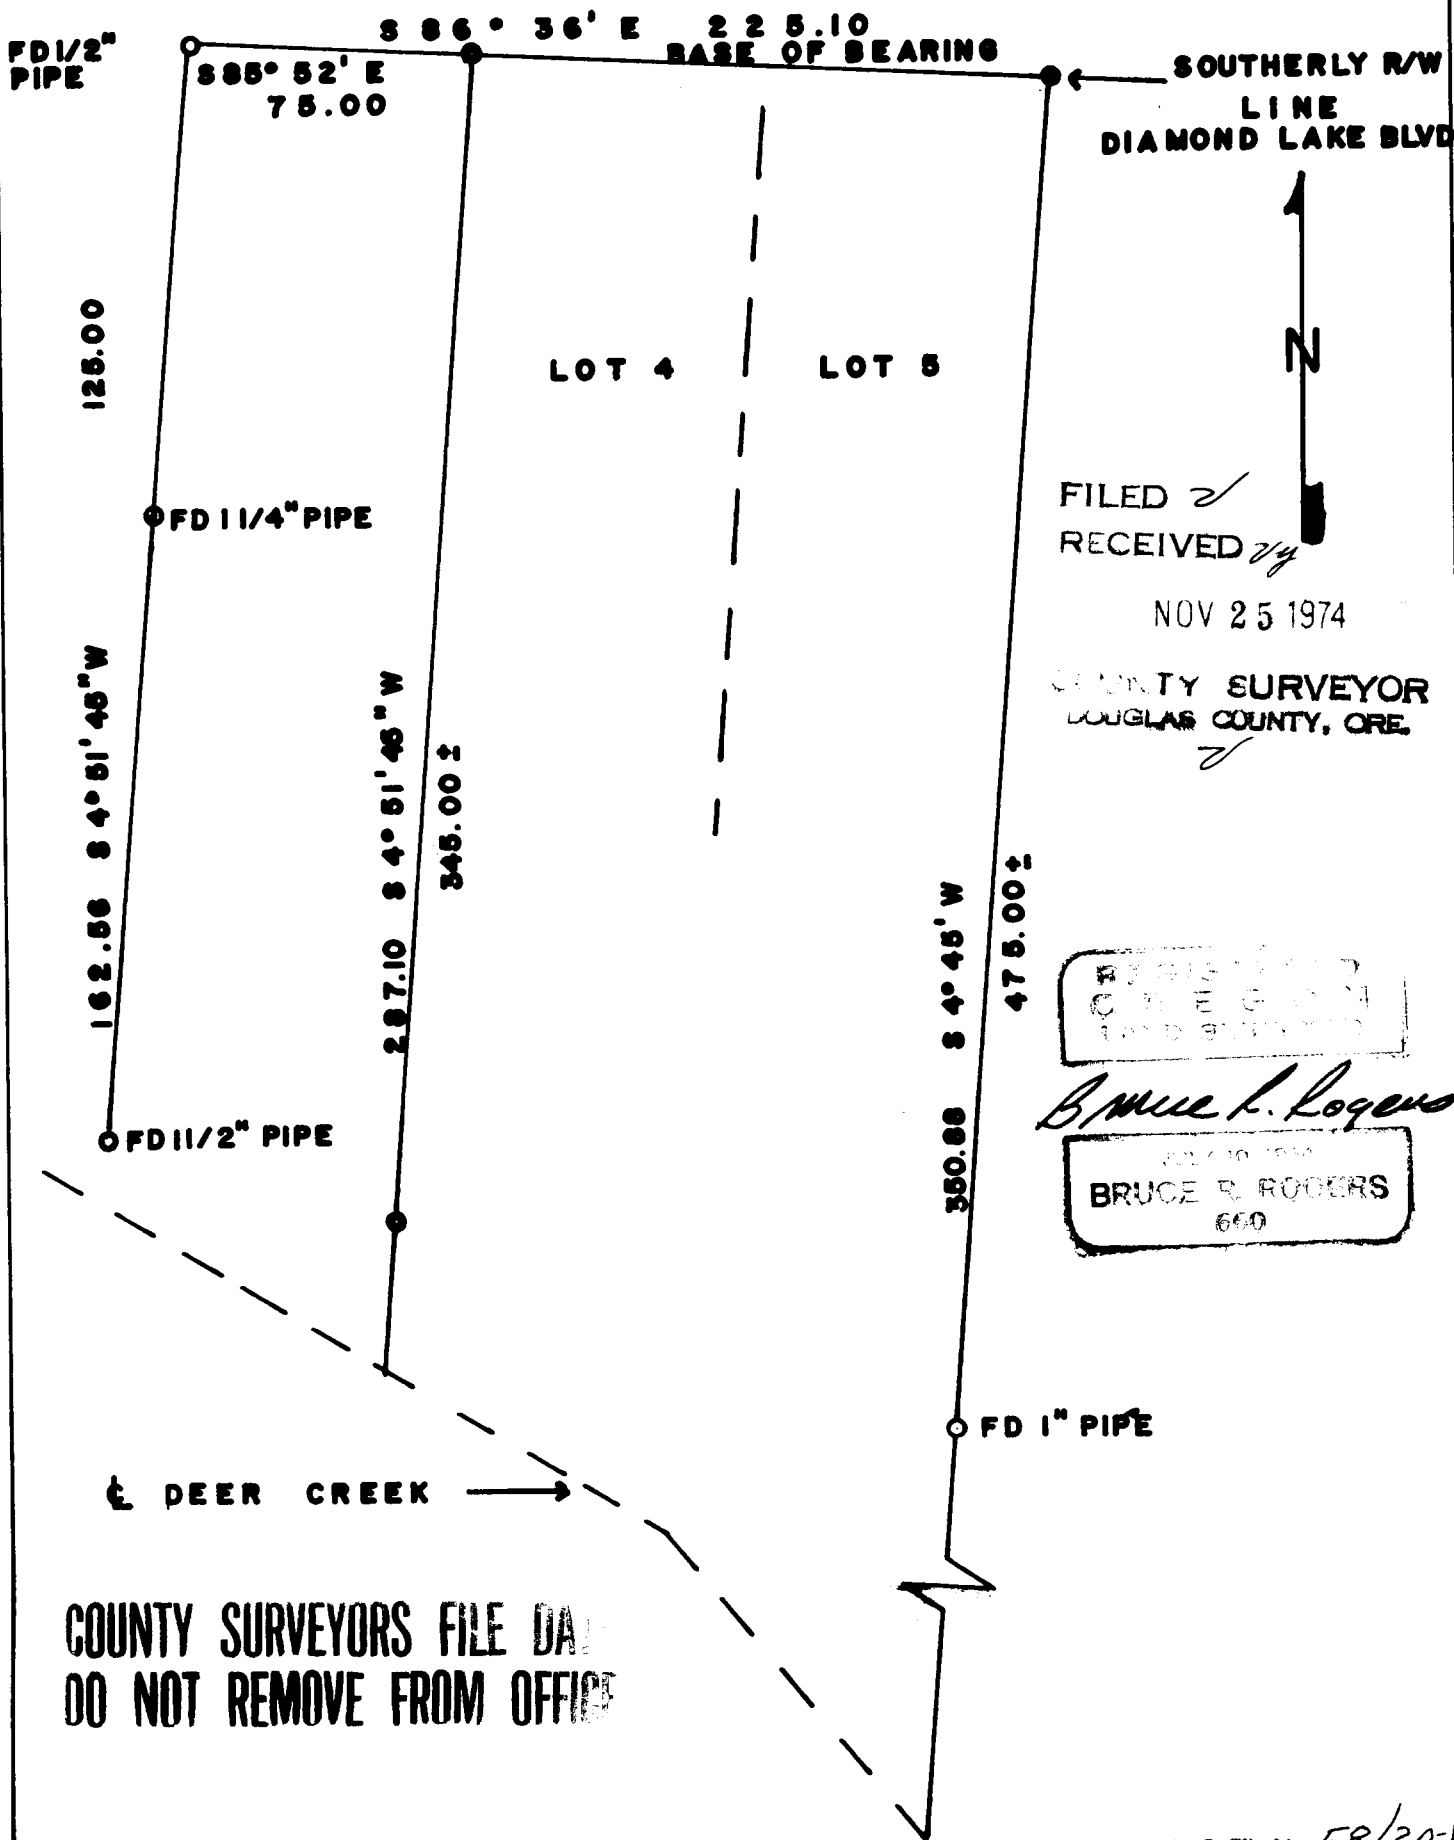 S 86° 36' E 225.10
BASE OF BEARING
FD 1/2"
PIPE
S 85° 52' E
75.00
SOUTHERLY R/W
LINE
DIAMOND LAKE BLVD
125.00
LOT 4
LOT 5
N
FD 1 1/4" PIPE
FILED
RECEIVED
NOV 25 1974
COUNTY SURVEYOR
DOUGLAS COUNTY, ORE.
162.56 S 4° 51' 45" W
287.10 S 4° 51' 45" W
345.00 ±
350.88 S 4° 45' W
475.00 ±
OREGON
Bruce R. Rogers
BRUCE R. ROGERS
660
FD 1 1/2" PIPE
FD 1" PIPE
℄ DEER CREEK
COUNTY SURVEYORS FILE
DO NOT REMOVE FROM OFFICE